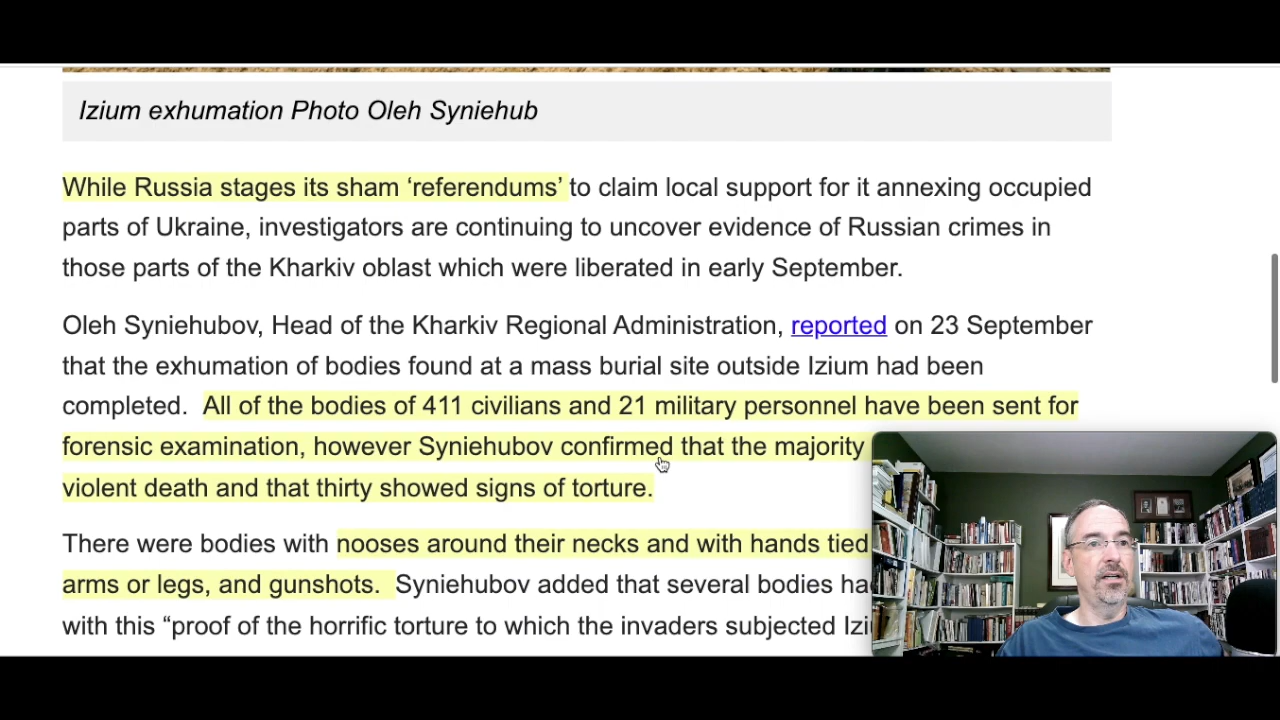 Izium exhumation Photo Oleh Syniehub
While Russia stages its sham ‘referendums’ to claim local support for it annexing occupied
parts of Ukraine, investigators are continuing to uncover evidence of Russian crimes in
those parts of the Kharkiv oblast which were liberated in early September.
Oleh Syniehubov, Head of the Kharkiv Regional Administration, reported on 23 September
that the exhumation of bodies found at a mass burial site outside Izium had been
completed. All of the bodies of 411 civilians and 21 military personnel have been sent for
forensic examination, however Syniehubov confirmed that the majority
violent death and that thirty showed signs of torture.
There were bodies with nooses around their necks and with hands tied
arms or legs, and gunshots. Syniehubov added that several bodies ha
with this “proof of the horrific torture to which the invaders subjected Izi